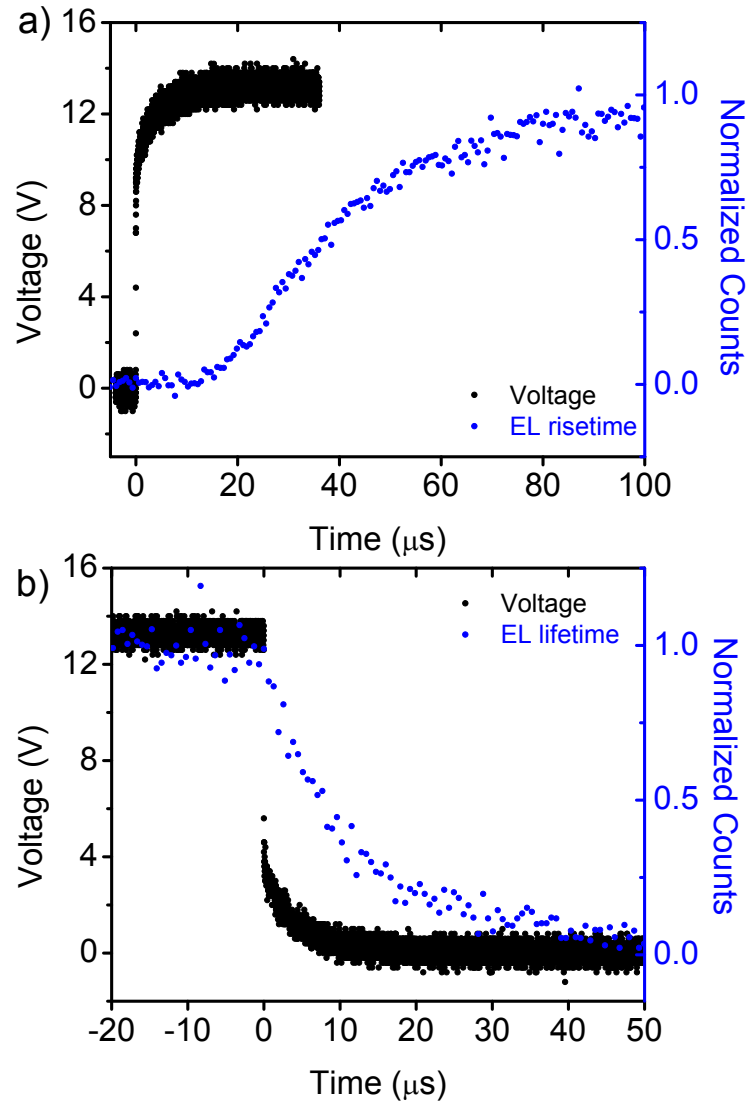 a)
16
12
8
4
0
Voltage (V)
1.0
0.5
0.0
Normalized Counts
Voltage
EL risetime
0 20 40 60 80 100
Time (μs)
b)
16
12
8
4
0
Voltage (V)
1.0
0.5
0.0
Normalized Counts
Voltage
EL lifetime
-20 -10 0 10 20 30 40 50
Time (μs)